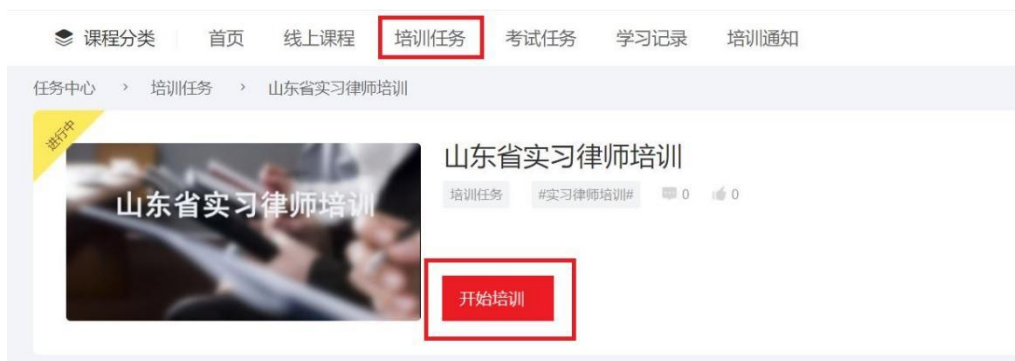 课程分类 首页 线上课程 培训任务 考试任务 学习记录 培训通知
任务中心 > 培训任务 > 山东省实习律师培训
进行中
山东省实习律师培训
山东省实习律师培训
培训任务 #实习律师培训# 0 0
开始培训